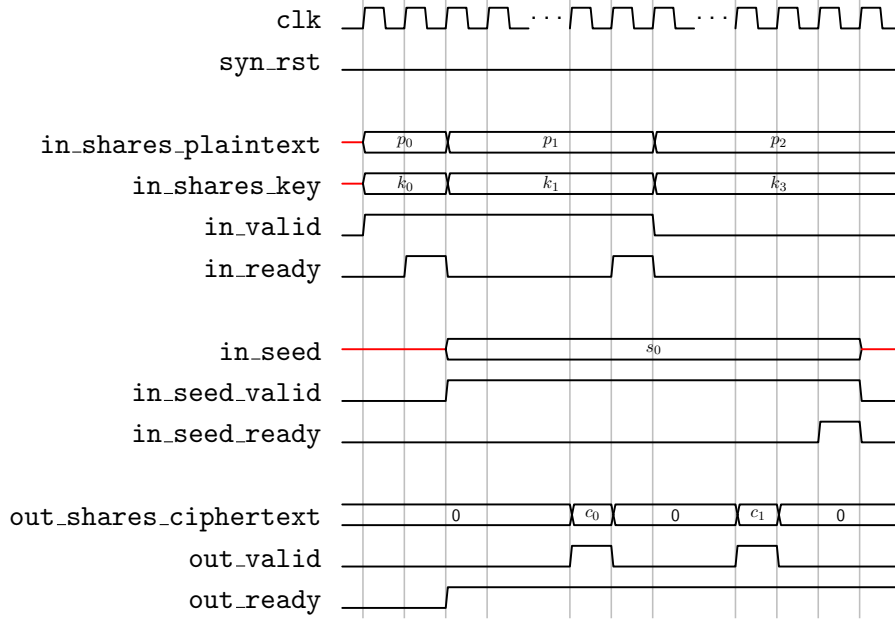 clk ... ...
syn_rst
in_shares_plaintext p0 p1 p2
in_shares_key k0 k1 k3
in_valid
in_ready
in_seed s0
in_seed_valid
in_seed_ready
out_shares_ciphertext 0 c0 0 c1 0
out_valid
out_ready